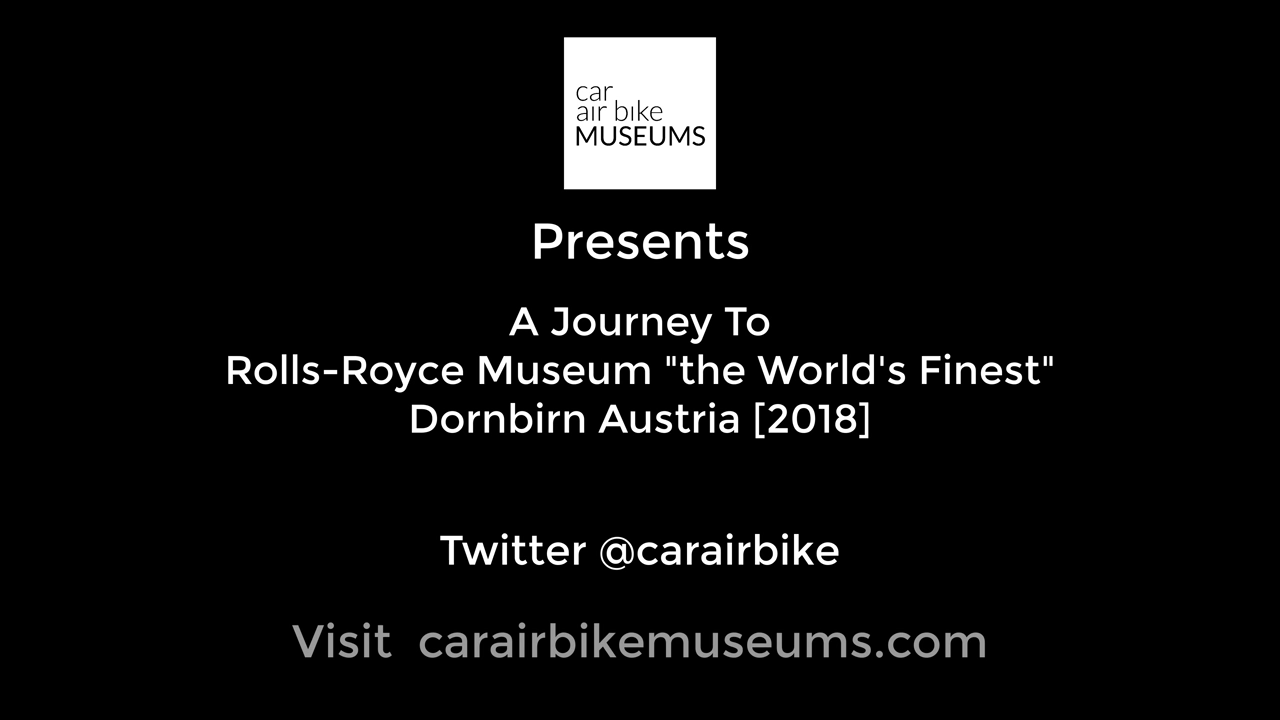 car
air bike
MUSEUMS
Presents
A Journey To
Rolls-Royce Museum "the World's Finest"
Dornbirn Austria [2018]
Twitter @carairbike
Visit carairbikemuseums.com